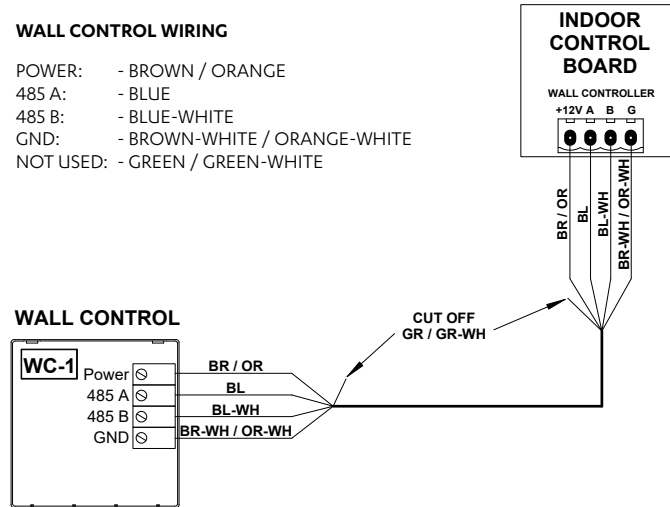 WALL CONTROL WIRING
POWER: - BROWN / ORANGE
485 A: - BLUE
485 B: - BLUE-WHITE
GND: - BROWN-WHITE / ORANGE-WHITE
NOT USED: - GREEN / GREEN-WHITE
INDOOR
CONTROL
BOARD
WALL CONTROLLER
+12V A B G
BR / OR
BL
BL-WH
BR-WH / OR-WH
CUT OFF
GR / GR-WH
WALL CONTROL
WC-1
Power
485 A
485 B
GND
BR / OR
BL
BL-WH
BR-WH / OR-WH